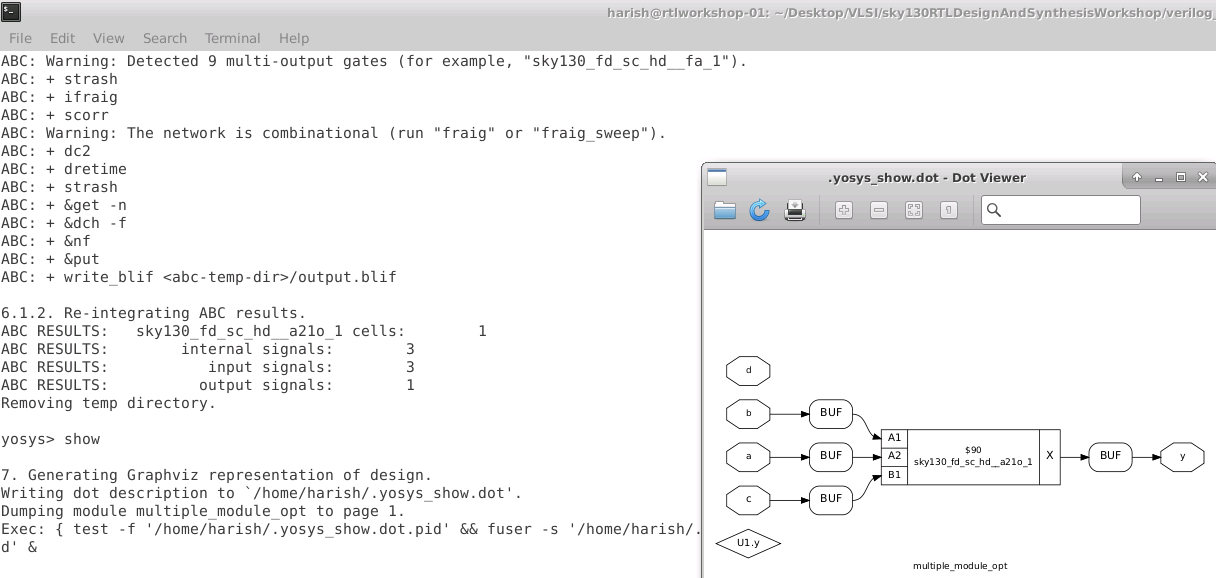 harish@rtlworkshop-01: ~/Desktop/VLSI/sky130RTLDesignAndSynthesisWorkshop/verilog_
File Edit View Search Terminal Help
ABC: Warning: Detected 9 multi-output gates (for example, "sky130_fd_sc_hd__fa_1").
ABC: + strash
ABC: + ifraig
ABC: + scorr
ABC: Warning: The network is combinational (run "fraig" or "fraig_sweep").
ABC: + dc2
ABC: + dretime
ABC: + strash
ABC: + &get -n
ABC: + &dch -f
ABC: + &nf
ABC: + &put
ABC: + write_blif <abc-temp-dir>/output.blif
6.1.2. Re-integrating ABC results.
ABC RESULTS:   sky130_fd_sc_hd__a21o_1 cells:        1
ABC RESULTS:        internal signals:        3
ABC RESULTS:           input signals:        3
ABC RESULTS:          output signals:        1
Removing temp directory.
yosys> show
7. Generating Graphviz representation of design.
Writing dot description to `/home/harish/.yosys_show.dot'.
Dumping module multiple_module_opt to page 1.
Exec: { test -f '/home/harish/.yosys_show.dot.pid' && fuser -s '/home/harish/.
d' &
.yosys_show.dot - Dot Viewer
d
b
BUF
a
BUF
c
BUF
A1
A2
B1
$90
sky130_fd_sc_hd__a21o_1
X
BUF
y
U1.y
multiple_module_opt